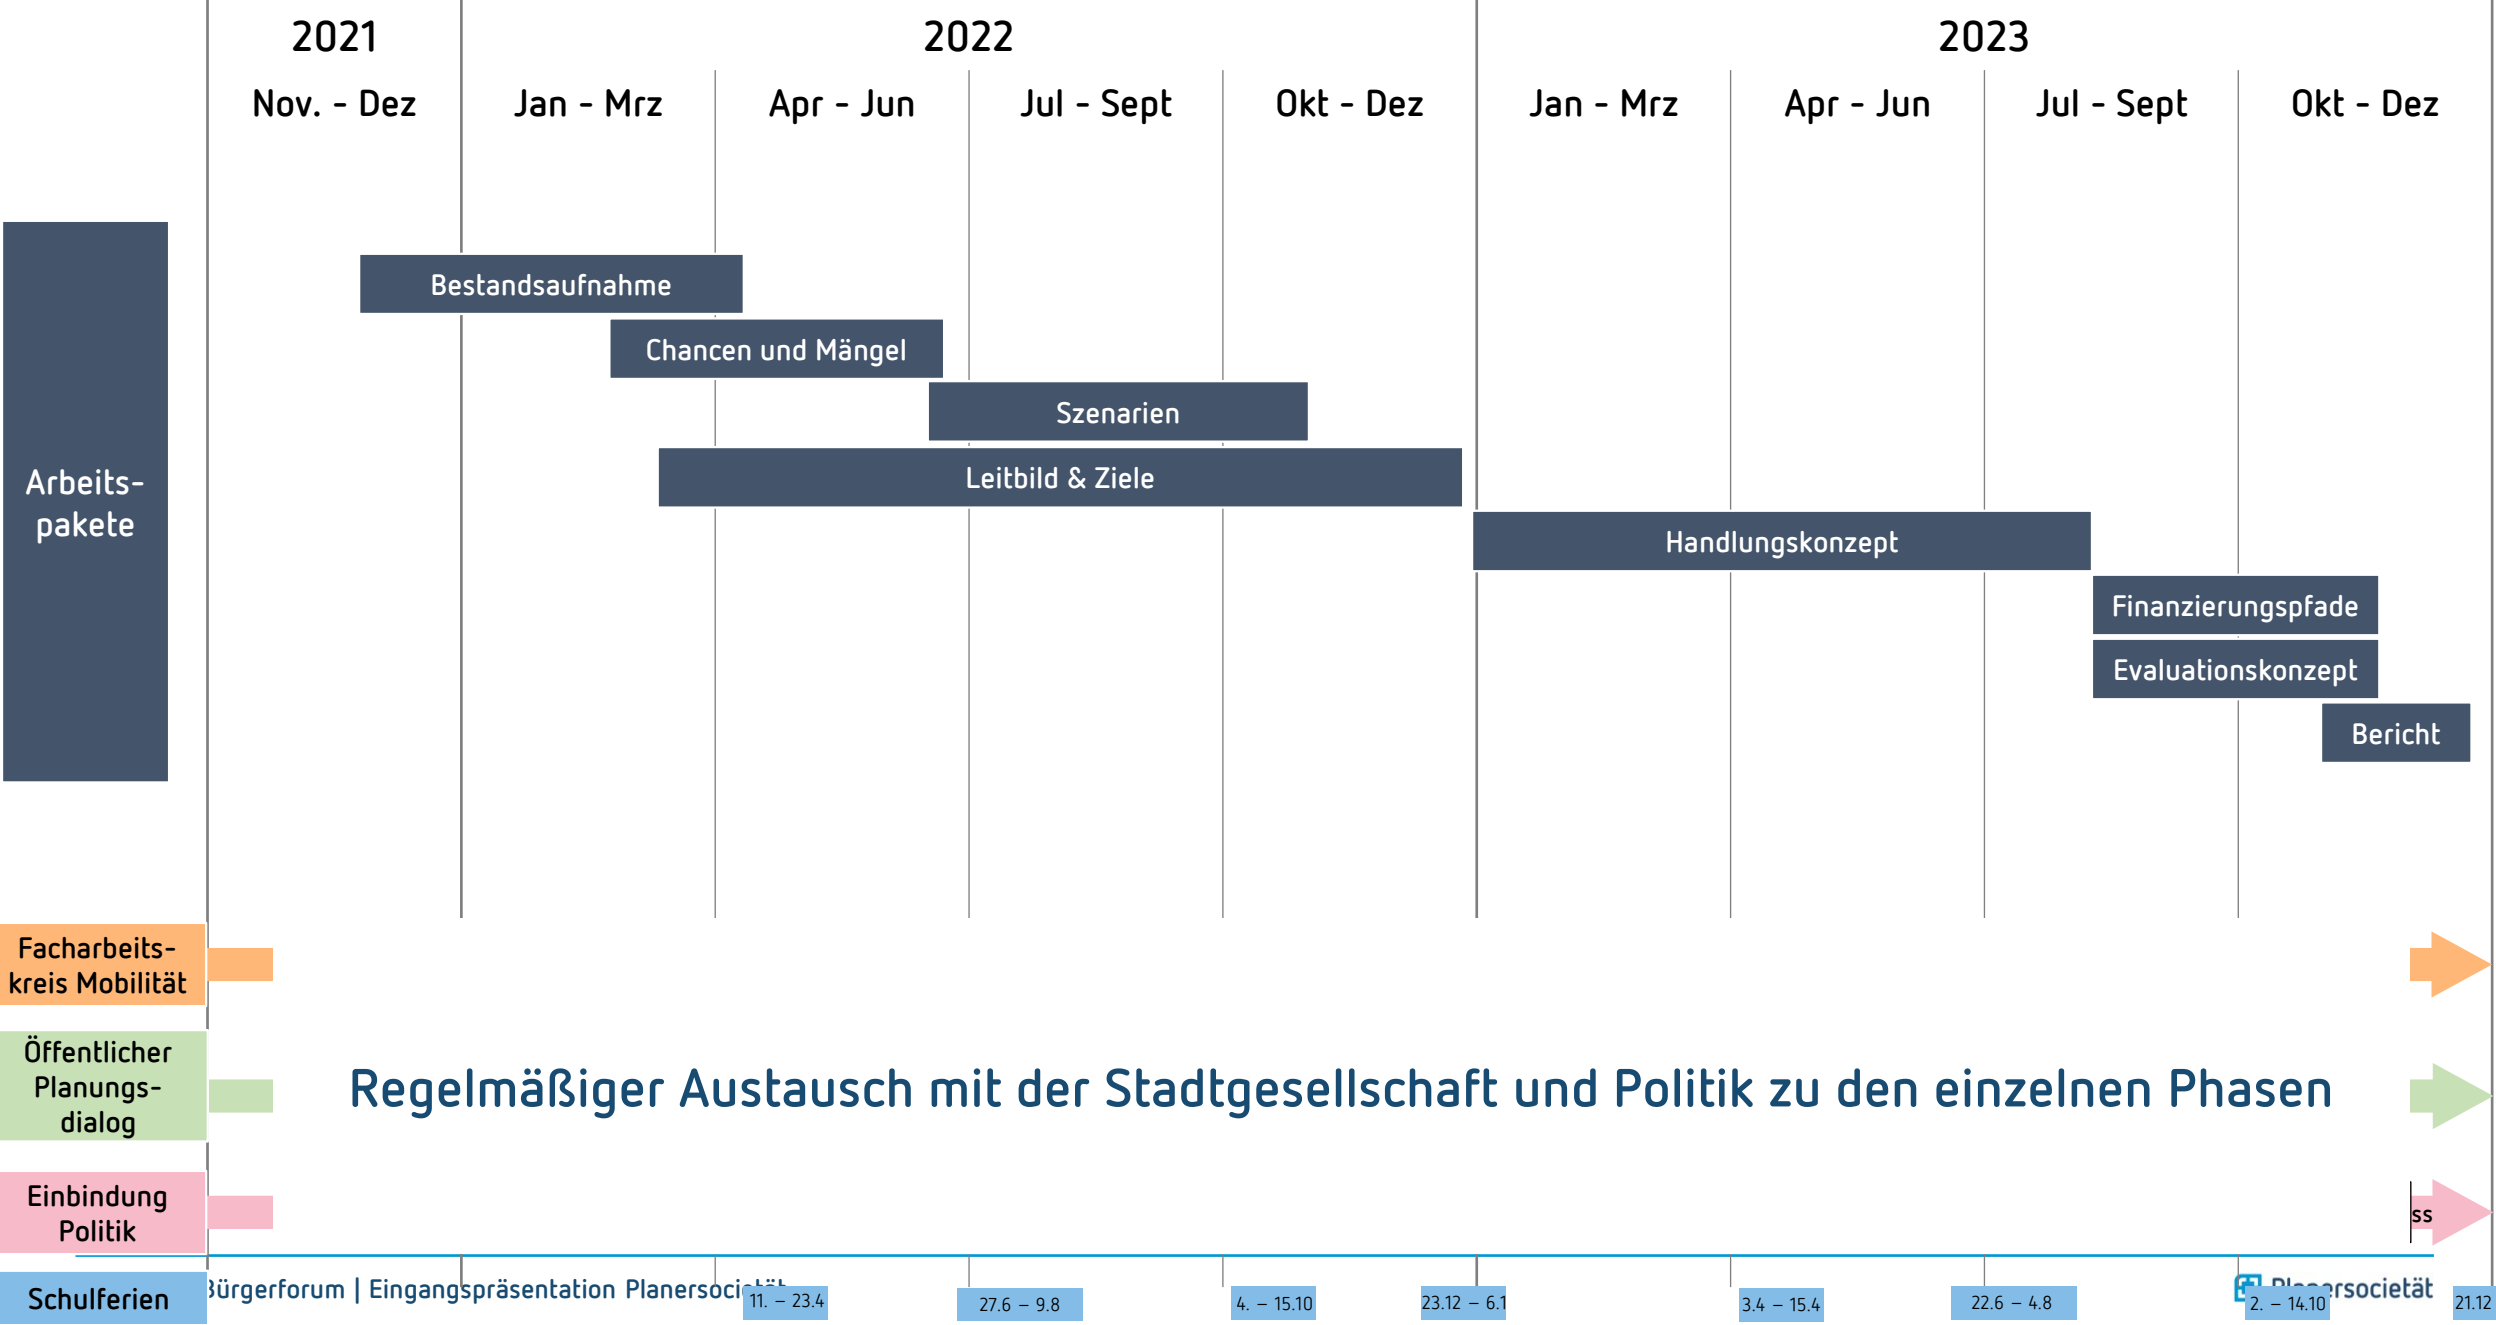 2021
2022
2023
Nov. - Dez
Jan - Mrz
Apr - Jun
Jul - Sept
Okt - Dez
Jan - Mrz
Apr - Jun
Jul - Sept
Okt - Dez
Arbeits-
pakete
Bestandsaufnahme
Chancen und Mängel
Szenarien
Leitbild & Ziele
Handlungskonzept
Finanzierungspfade
Evaluationskonzept
Bericht
Facharbeits-
kreis Mobilität
Öffentlicher
Planungs-
dialog
Regelmäßiger Austausch mit der Stadtgesellschaft und Politik zu den einzelnen Phasen
Einbindung
Politik
ss
Schulferien
Bürgerforum | Eingangspräsentation Planersocietät
11. – 23.4
27.6 – 9.8
4. – 15.10
23.12 – 6.1
3.4 – 15.4
22.6 – 4.8
Planersocietät
2. – 14.10
21.12